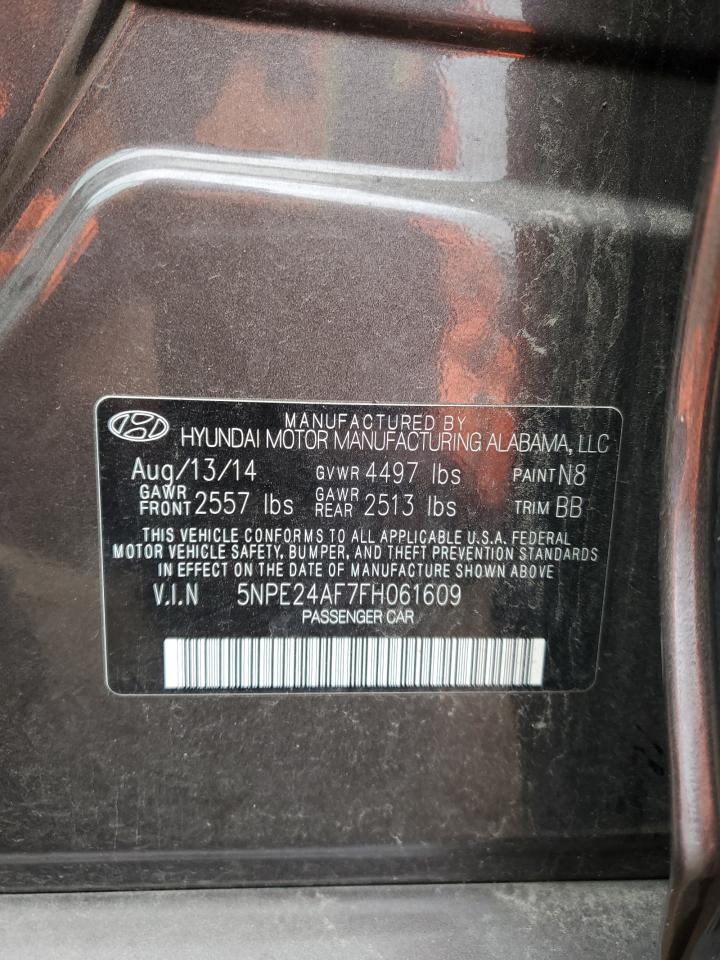 MANUFACTURED BY
HYUNDAI MOTOR MANUFACTURING ALABAMA, LLC
Aug/13/14 GVWR 4497 lbs PAINT N8
GAWR FRONT 2557 lbs GAWR REAR 2513 lbs TRIM BB
THIS VEHICLE CONFORMS TO ALL APPLICABLE U.S.A. FEDERAL
MOTOR VEHICLE SAFETY, BUMPER, AND THEFT PREVENTION STANDARDS
IN EFFECT ON THE DATE OF MANUFACTURE SHOWN ABOVE
V.I.N 5NPE24AF7FH061609
PASSENGER CAR